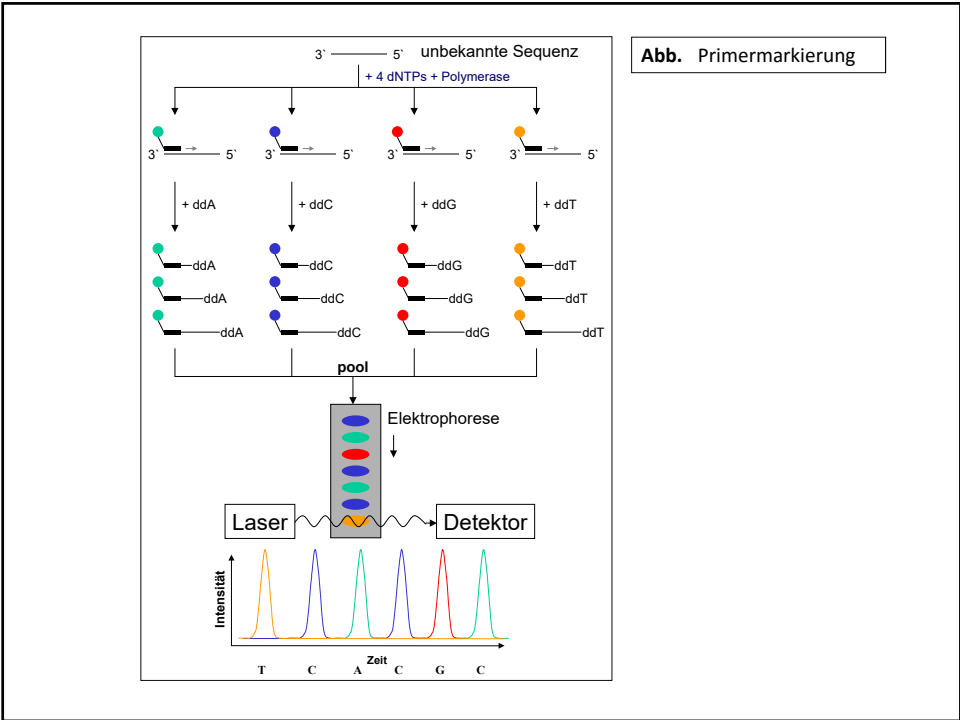 3` 5` unbekannte Sequenz
Abb. Primermarkierung
+ 4 dNTPs + Polymerase
3` 5` 3` 5` 3` 5` 3` 5`
+ ddA + ddC + ddG + ddT
ddA ddC ddG ddT
ddA ddC ddG ddT
ddA ddC ddG ddT
pool
Elektrophorese
Laser Detektor
Intensität
Zeit
T C A C G C